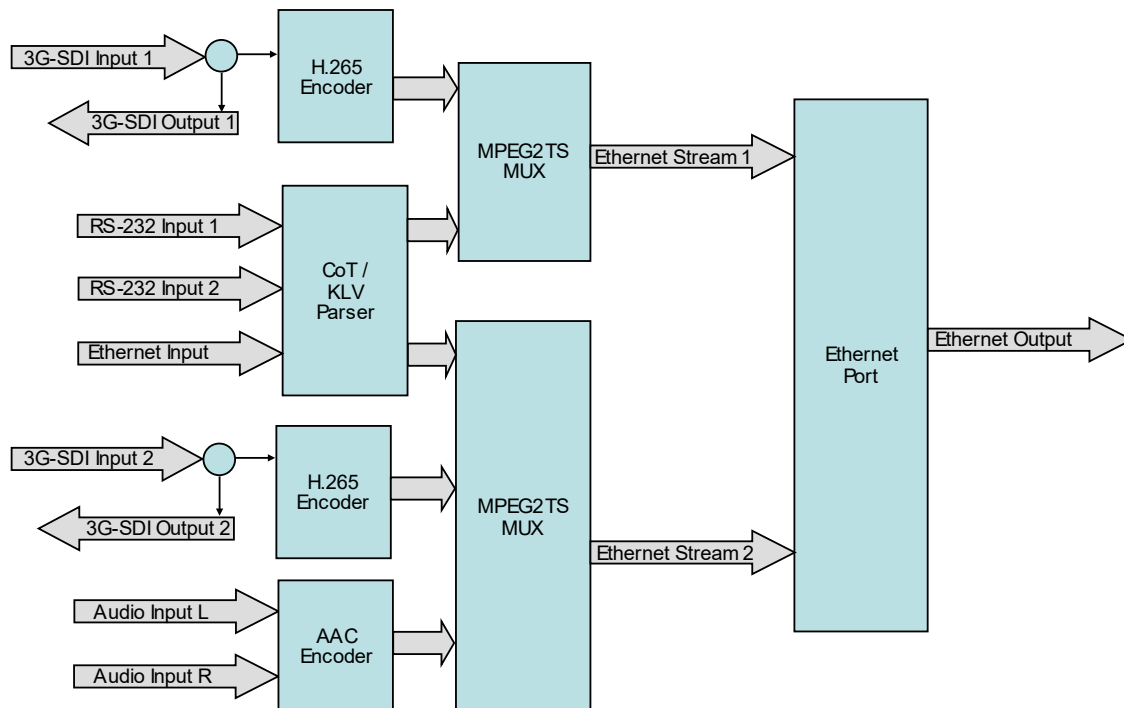 3G-SDI Input 1
3G-SDI Output 1
H.265
Encoder
MPEG2TS
MUX
Ethernet Stream 1
RS-232 Input 1
RS-232 Input 2
Ethernet Input
CoT /
KLV
Parser
Ethernet
Port
Ethernet Output
3G-SDI Input 2
3G-SDI Output 2
H.265
Encoder
MPEG2TS
MUX
Ethernet Stream 2
Audio Input L
Audio Input R
AAC
Encoder